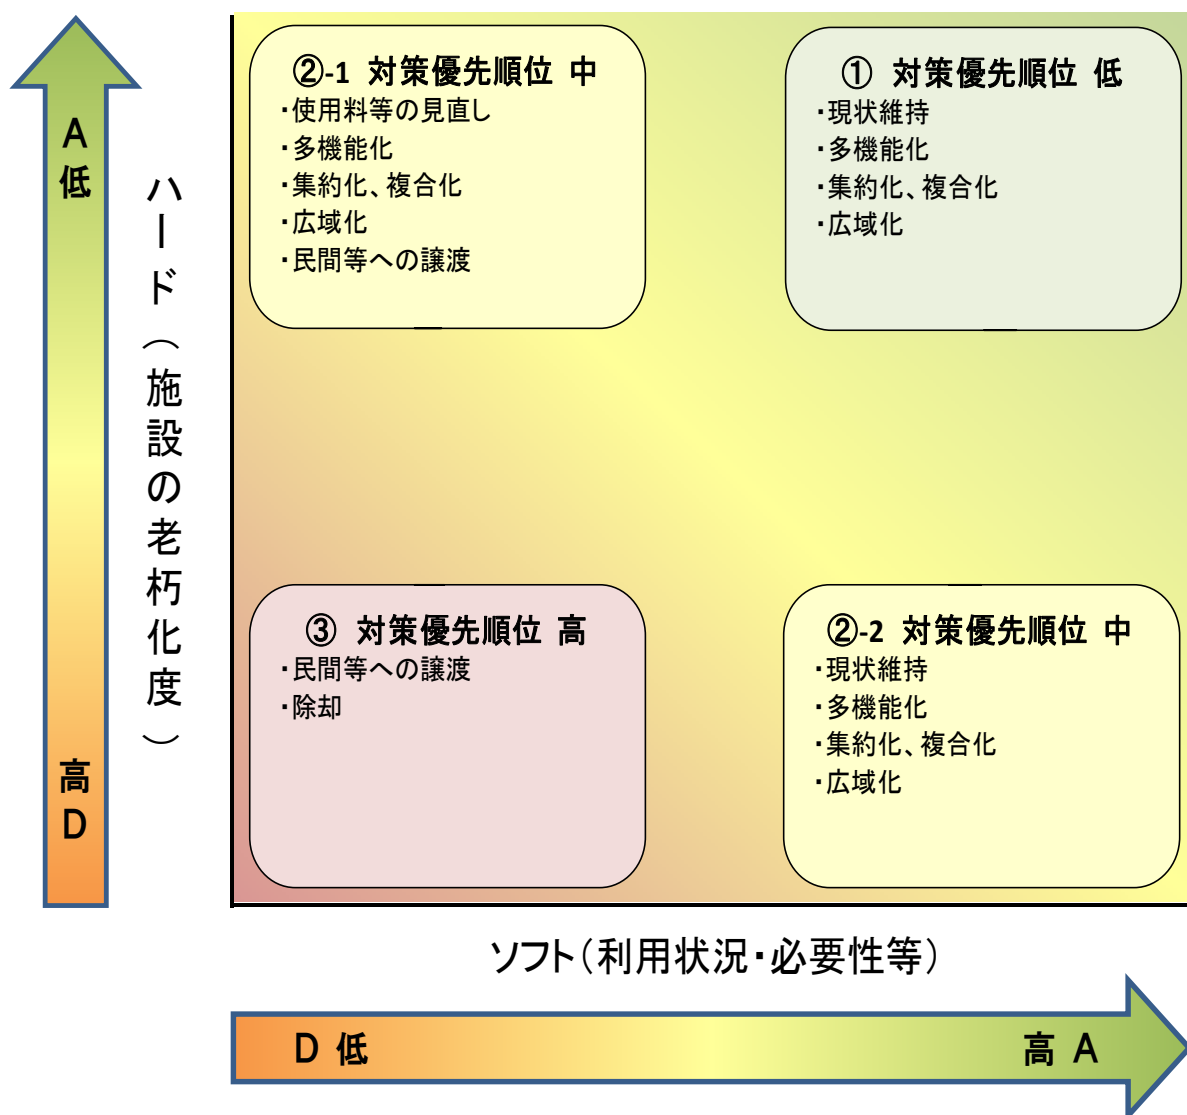 ②-1 対策優先順位 中
・使用料等の見直し
・多機能化
・集約化、複合化
・広域化
・民間等への譲渡
① 対策優先順位 低
・現状維持
・多機能化
・集約化、複合化
・広域化
A
低
ハード（施設の老朽化度）
高
D
③ 対策優先順位 高
・民間等への譲渡
・除却
②-2 対策優先順位 中
・現状維持
・多機能化
・集約化、複合化
・広域化
ソフト（利用状況・必要性等）
D 低
高 A